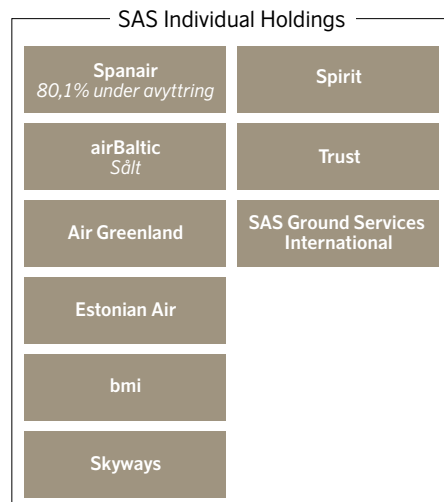 SAS Individual Holdings
Spanair
80,1% under avyttring
airBaltic
Sålt
Air Greenland
Estonian Air
bmi
Skyways
Spirit
Trust
SAS Ground Services
International